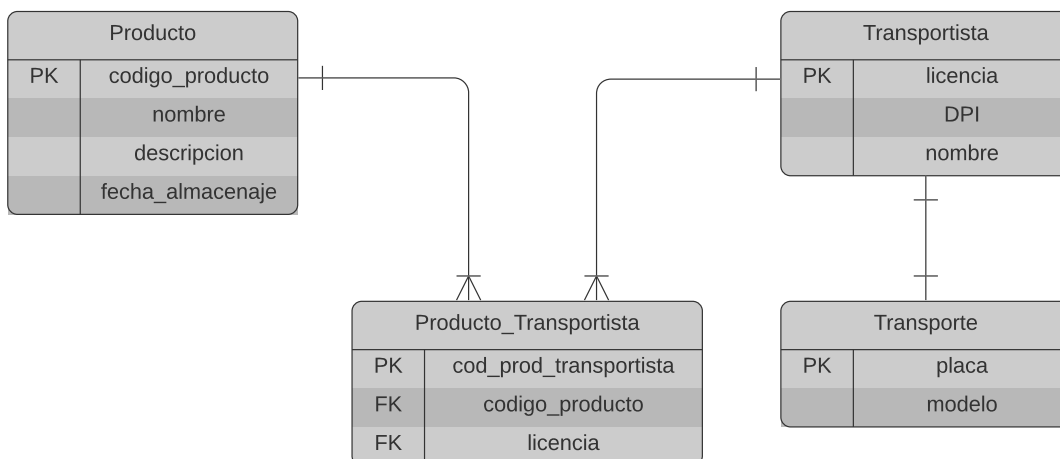 Producto
PK codigo_producto
nombre
descripcion
fecha_almacenaje
Transportista
PK licencia
DPI
nombre
Producto_Transportista
PK cod_prod_transportista
FK codigo_producto
FK licencia
Transporte
PK placa
modelo